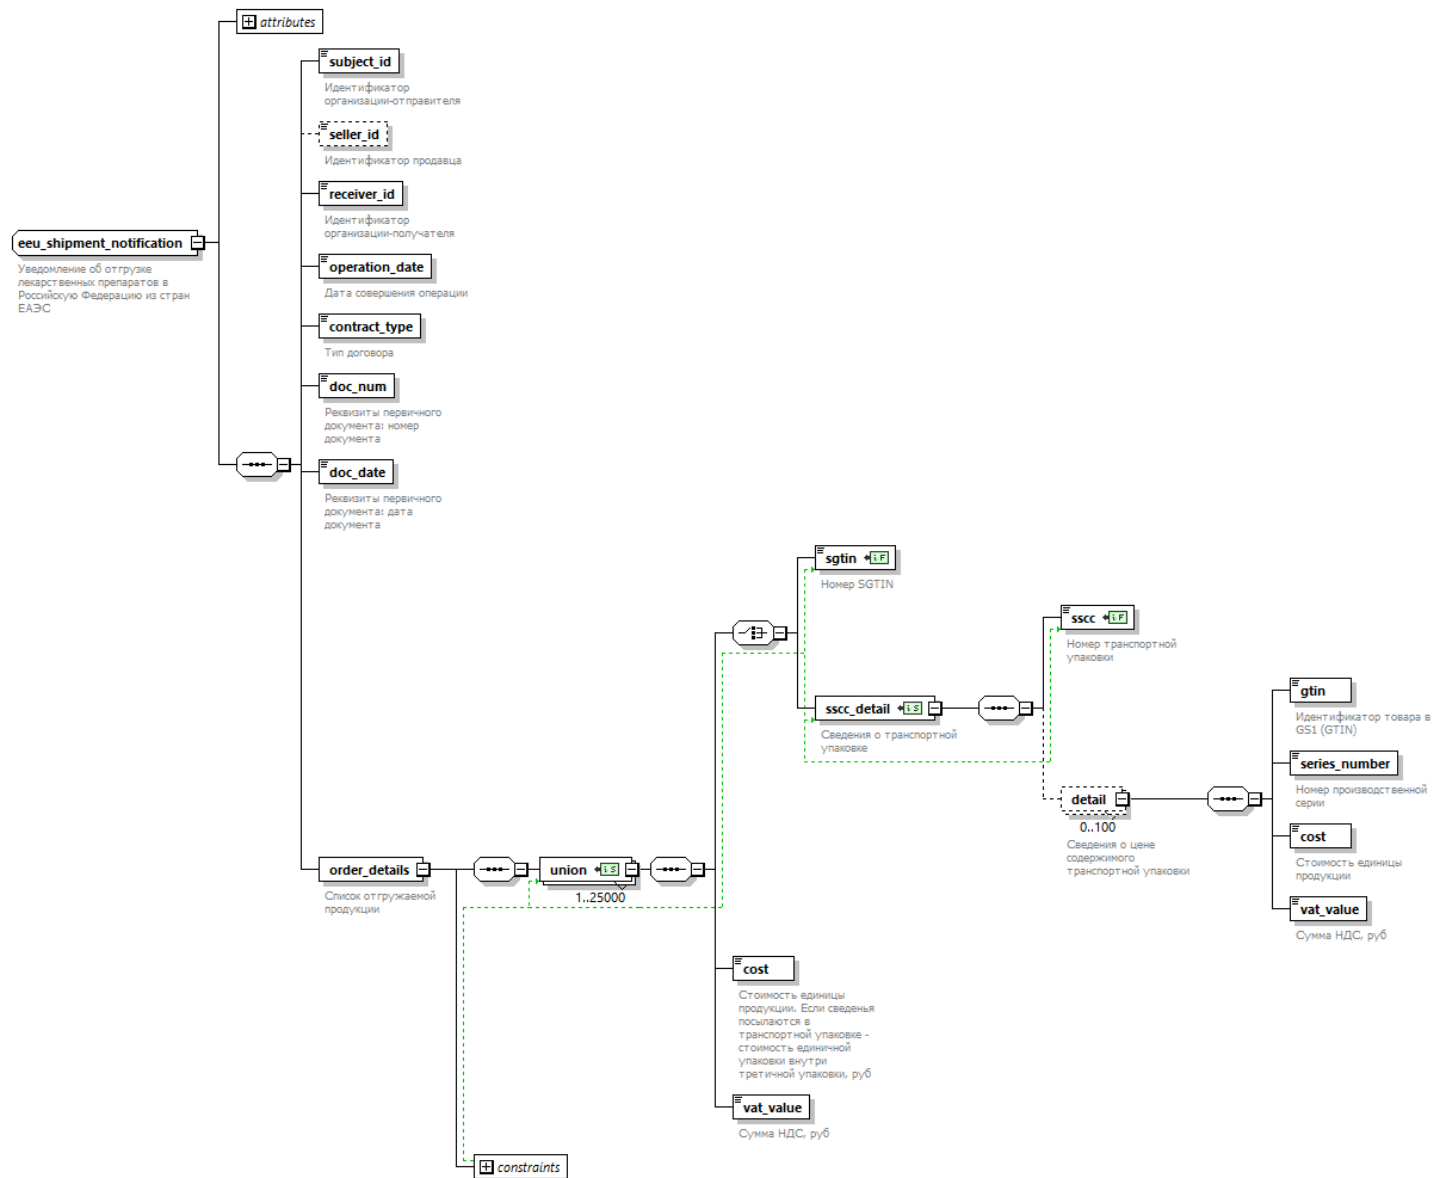 attributes
subject_id
Идентификатор
организации-отправителя
seller_id
Идентификатор продавца
receiver_id
Идентификатор
организации-получателя
eeu_shipment_notification
Уведомление об отгрузке
лекарственных препаратов в
Российскую Федерацию из стран
ЕАЭС
operation_date
Дата совершения операции
contract_type
Тип договора
doc_num
Реквизиты первичного
документа: номер
документа
doc_date
Реквизиты первичного
документа: дата
документа
sgtin
iF
Номер SGTIN
sscc
iF
Номер транспортной
упаковки
sscc_detail
iS
Сведения о транспортной
упаковке
gtin
Идентификатор товара в
GS1 (GTIN)
series_number
Номер производственной
серии
detail
0..100
Сведения о цене
содержимого
транспортной упаковки
cost
Стоимость единицы
продукции
vat_value
Сумма НДС, руб
order_details
Список отгружаемой
продукции
union
iS
1..25000
cost
Стоимость единицы
продукции. Если сведенья
посылаются в
транспортной упаковке -
стоимость единичной
упаковки внутри
третичной упаковки, руб
vat_value
Сумма НДС, руб
constraints